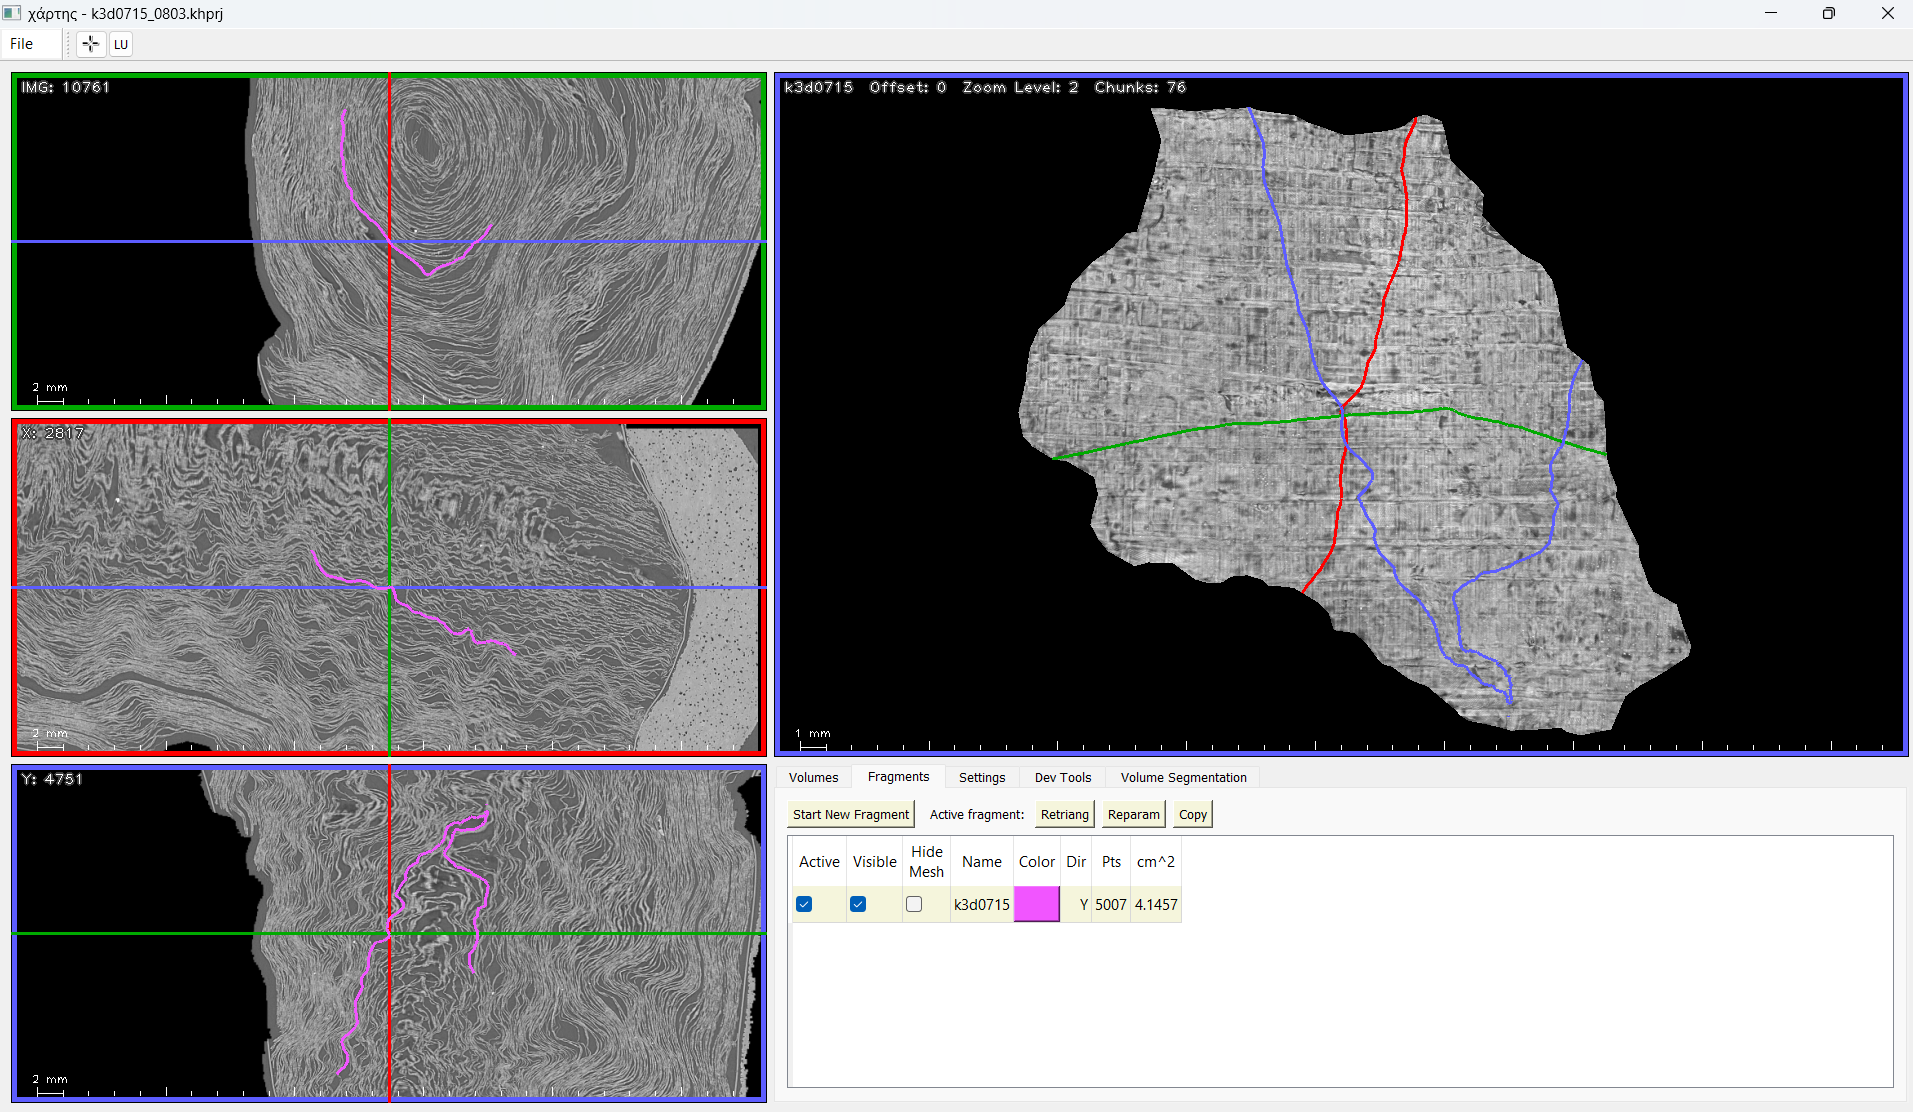 χάρτης - k3d0715_0803.khprj
File
LU
IMG: 10761
2 mm
X: 2817
2 mm
Y: 4751
2 mm
k3d0715 Offset: 0 Zoom Level: 2 Chunks: 76
1 mm
Volumes Fragments Settings Dev Tools Volume Segmentation
Start New Fragment Active fragment: Retriang Reparam Copy
Active Visible Hide Mesh Name Color Dir Pts cm^2
k3d0715 Y 5007 4.1457